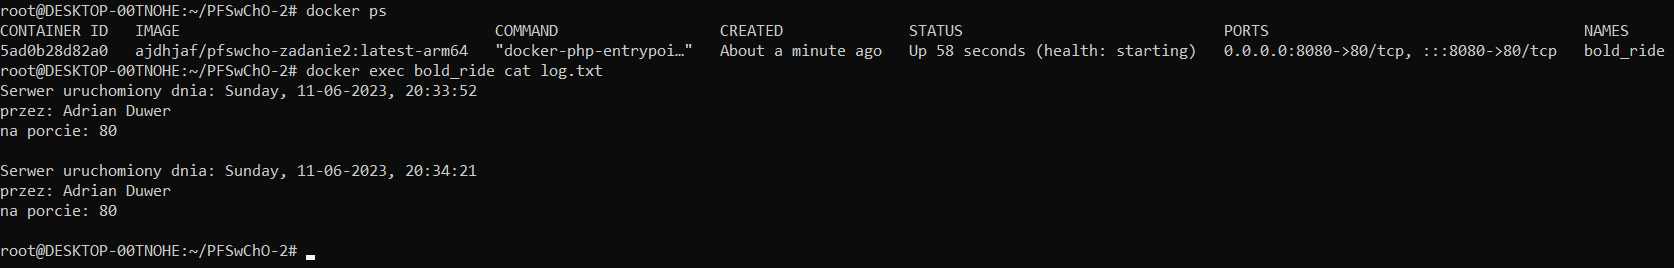 root@DESKTOP-00TNOHE:~/PFSwChO-2# docker ps
CONTAINER ID   IMAGE                                COMMAND                  CREATED              STATUS                             PORTS                                   NAMES
5ad0b28d82a0   ajdhjaf/pfswcho-zadanie2:latest-arm64   "docker-php-entrypoi…"   About a minute ago   Up 58 seconds (health: starting)   0.0.0.0:8080->80/tcp, :::8080->80/tcp   bold_ride
root@DESKTOP-00TNOHE:~/PFSwChO-2# docker exec bold_ride cat log.txt
Serwer uruchomiony dnia: Sunday, 11-06-2023, 20:33:52
przez: Adrian Duwer
na porcie: 80
Serwer uruchomiony dnia: Sunday, 11-06-2023, 20:34:21
przez: Adrian Duwer
na porcie: 80
root@DESKTOP-00TNOHE:~/PFSwChO-2#